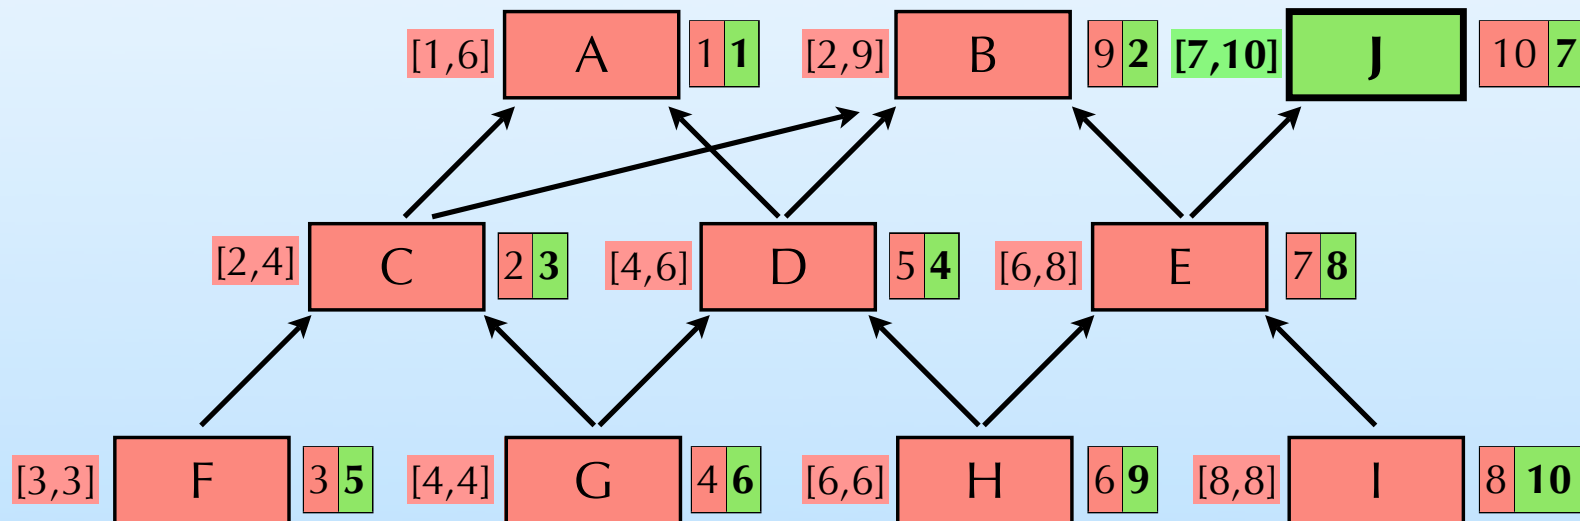 [1,6] A 1 1 [2,9] B 9 2 [7,10] J 10 7
[2,4] C 2 3 [4,6] D 5 4 [6,8] E 7 8
[3,3] F 3 5 [4,4] G 4 6 [6,6] H 6 9 [8,8] I 8 10